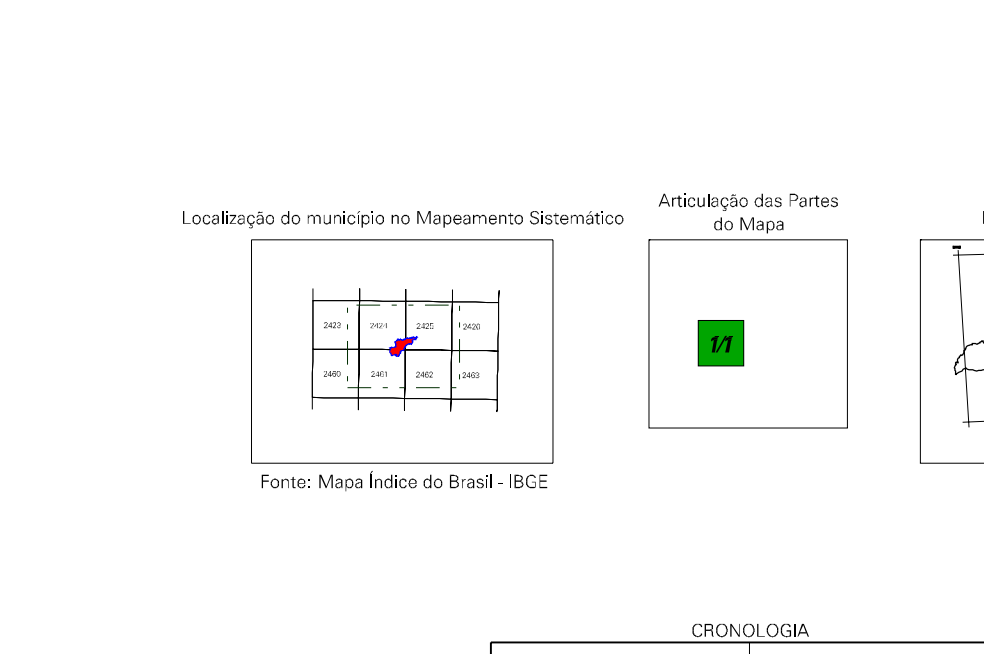 Localização do município no Mapeamento Sistemático
2423 2424 2425 2420
2460 2461 2462 2463
Fonte: Mapa Índice do Brasil - IBGE
Articulação das Partes
do Mapa
1/1
CRONOLOGIA